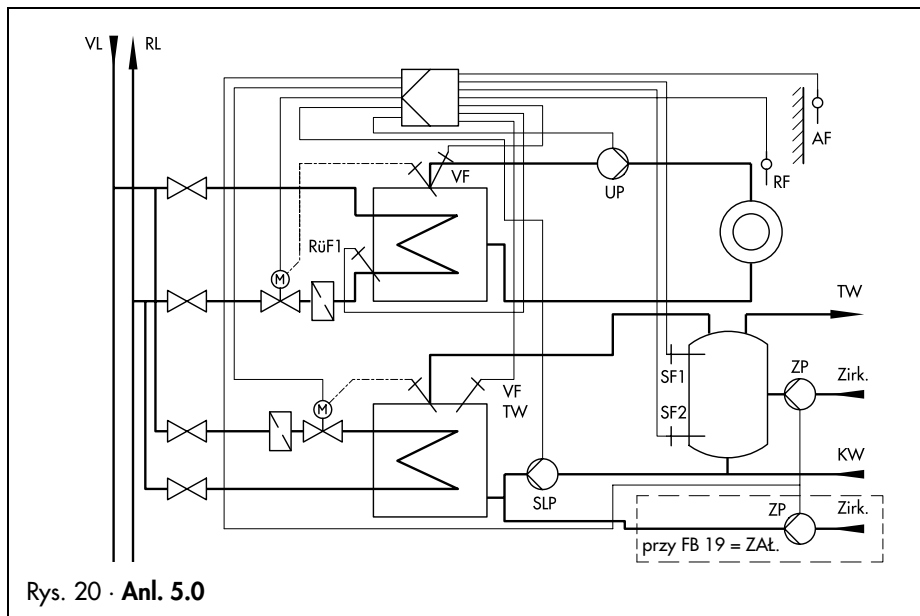 VL RL
AF
RF
VF
UP
RüF1
M
TW
ZP
Zirk.
SF1
VF
TW
M
SF2
KW
SLP
ZP
Zirk.
przy FB 19 = ZAŁ.
Rys. 20 · Anl. 5.0